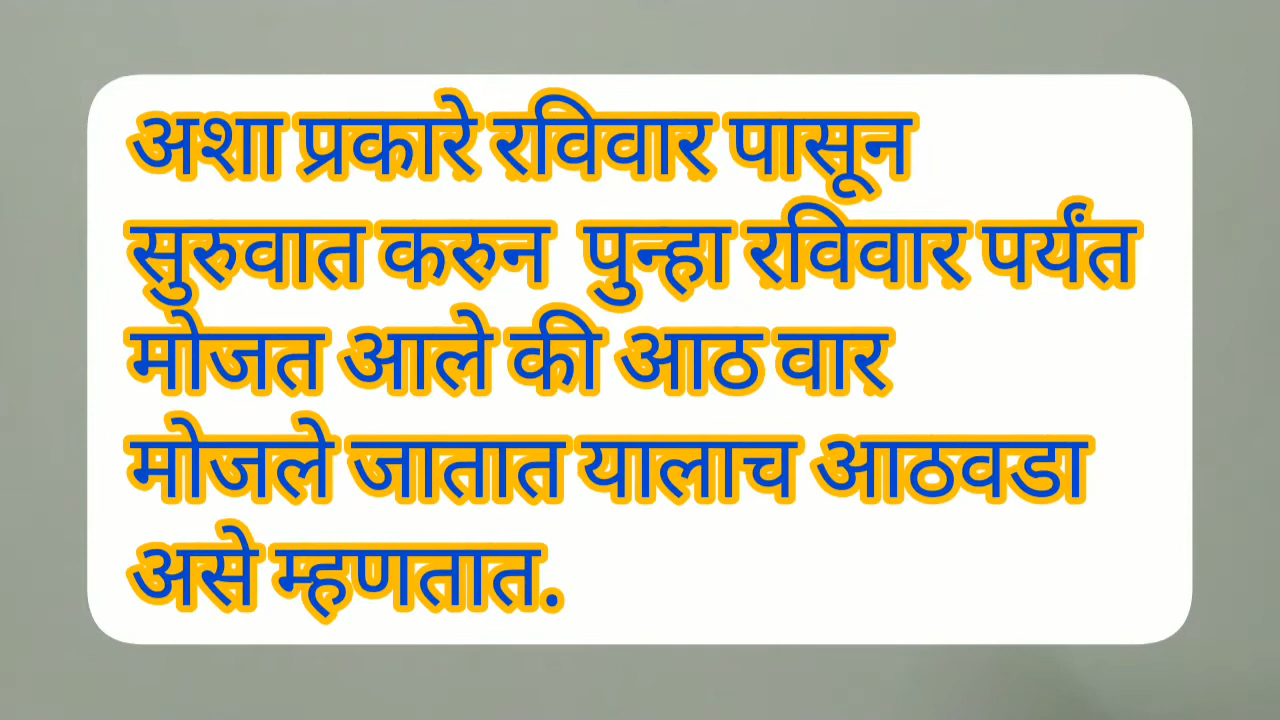 अशा प्रकारे रविवार पासून
सुरुवात करुन पुन्हा रविवार पर्यंत
मोजत आले की आठ वार
मोजले जातात यालाच आठवडा
असे म्हणतात.